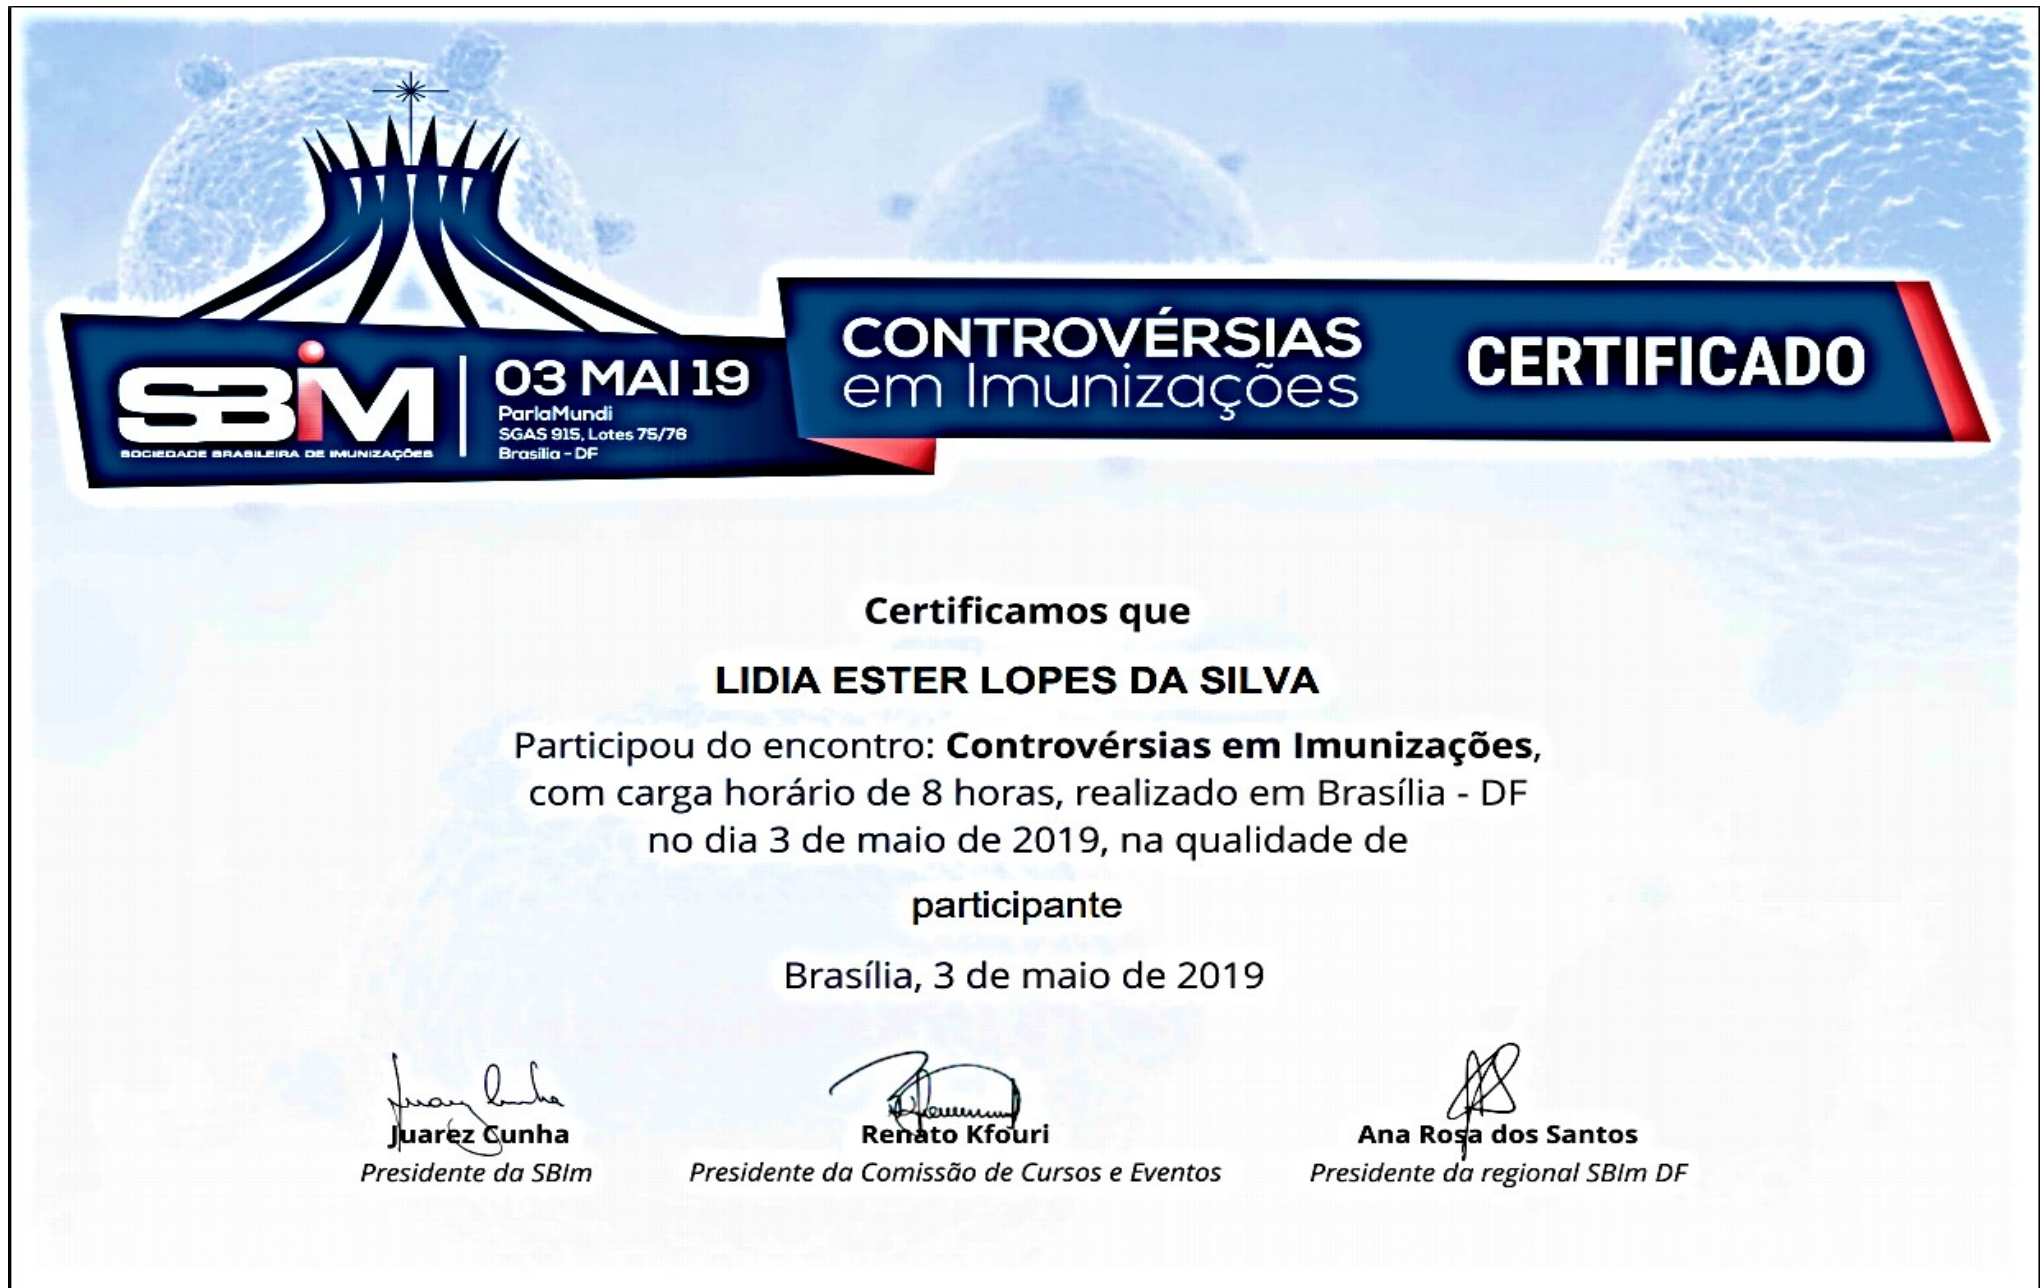 SBiM
SOCIEDADE BRASILEIRA DE IMUNIZAÇÕES
03 MAI 19
ParlaMundi
SGAS 915, Lotes 75/76
Brasília - DF
CONTROVÉRSIAS
em Imunizações
CERTIFICADO
Certificamos que
LIDIA ESTER LOPES DA SILVA
Participou do encontro: Controvérsias em Imunizações,
com carga horário de 8 horas, realizado em Brasília - DF
no dia 3 de maio de 2019, na qualidade de
participante
Brasília, 3 de maio de 2019
Juarez Cunha
Juarez Cunha
Presidente da SBIm
Renato Kfouri
Presidente da Comissão de Cursos e Eventos
Ana Rosa dos Santos
Presidente da regional SBIm DF